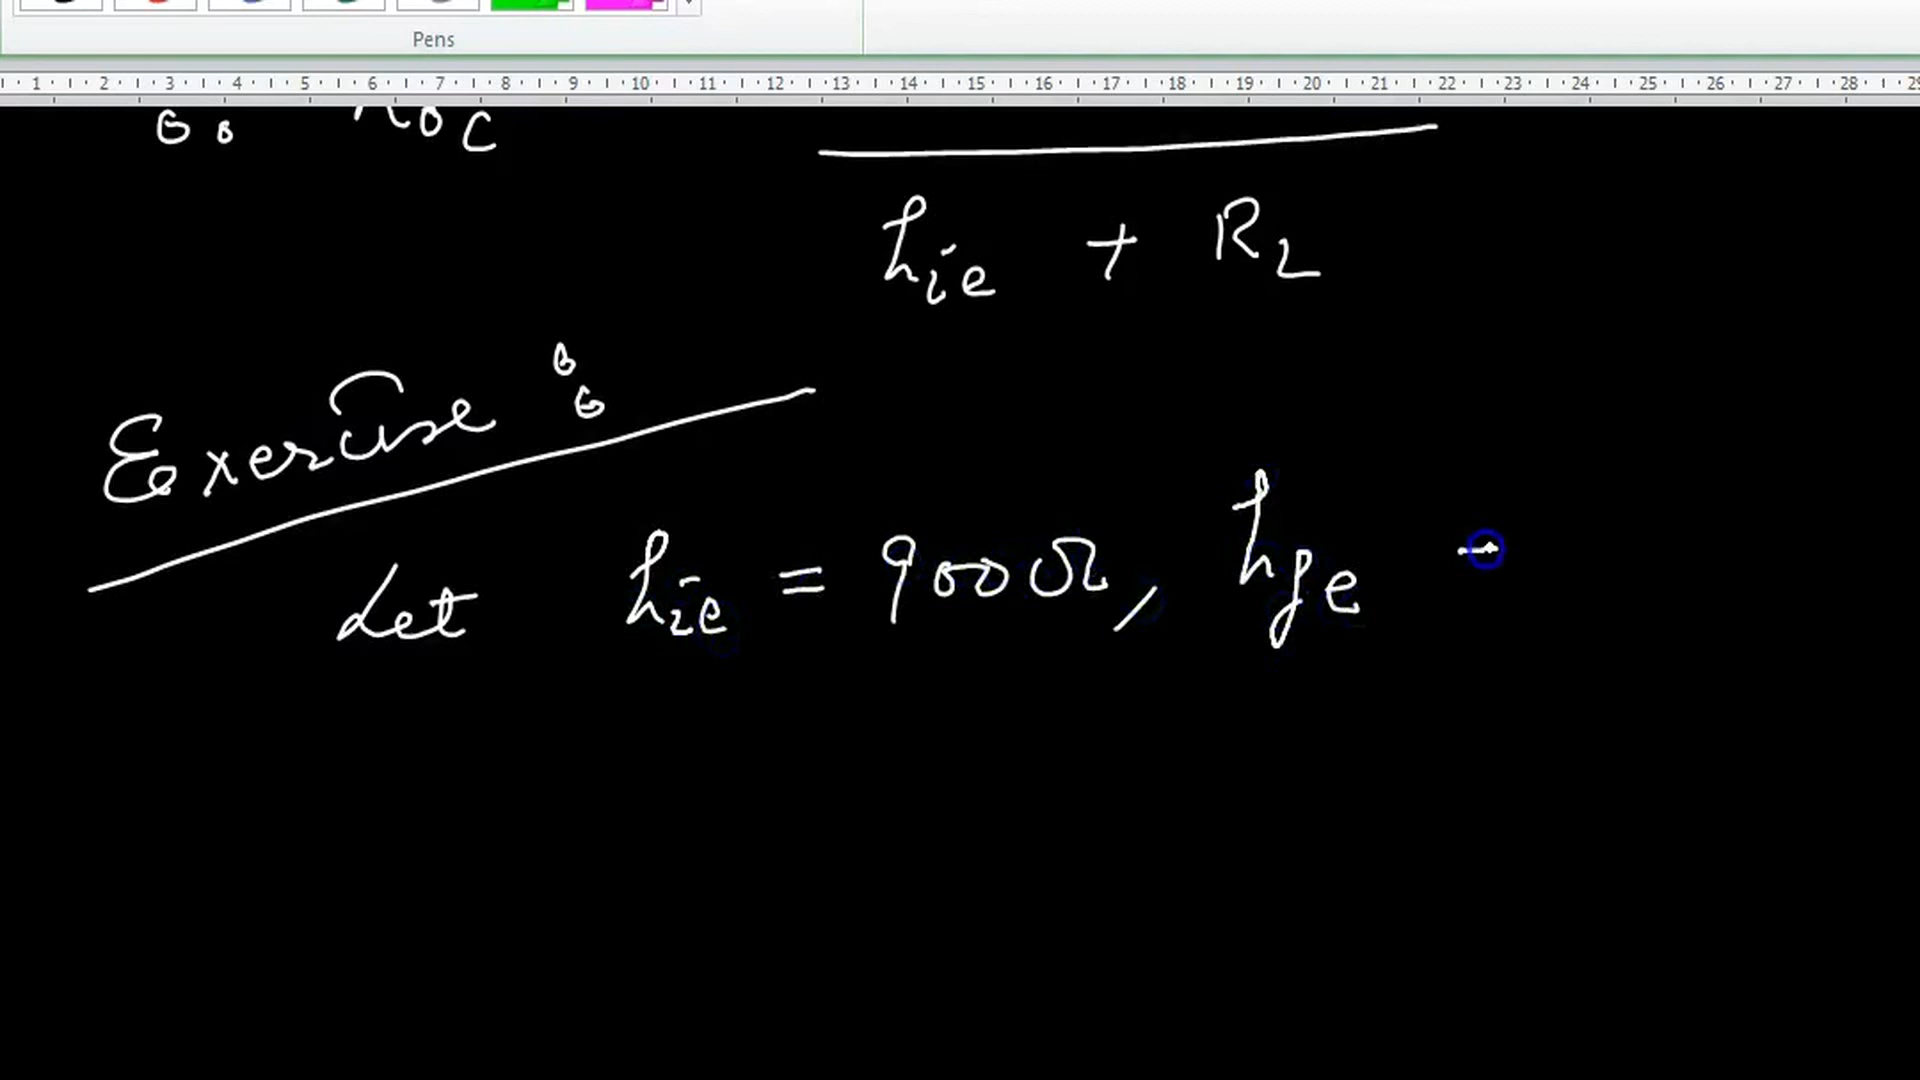 Pens
1 2 3 4 5 6 7 8 9 10 11 12 13 14 15 16 17 18 19 20 21 22 23 24 25 26 27 28 29
hie + R2
Exercise :
Let hie = 900Ω, hfe -